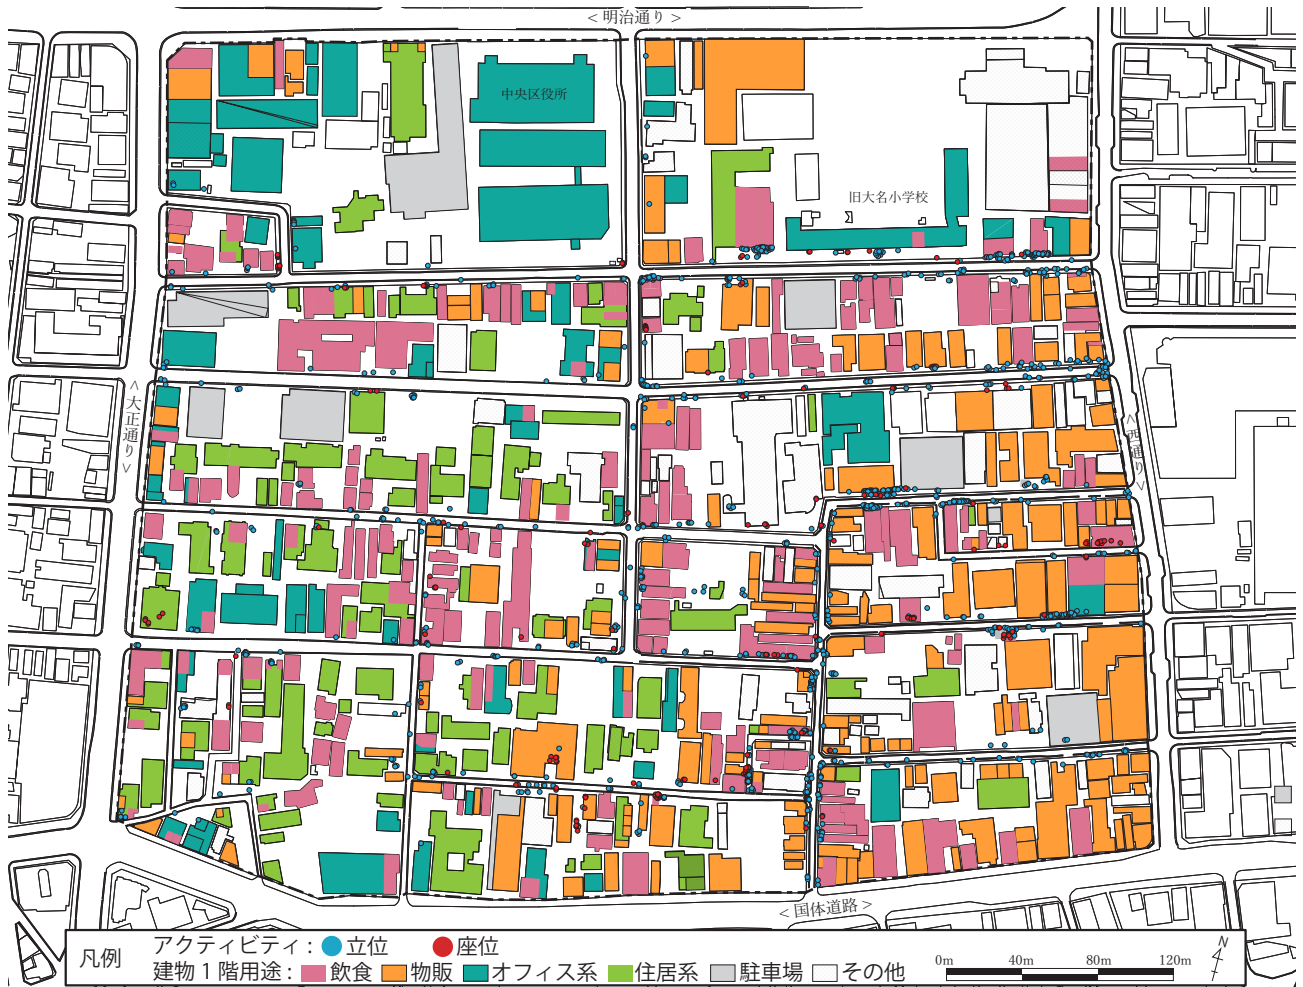 < 明治通り >
中央区役所
旧大名小学校
< 大正通り >
< 西通り >
< 国体道路 >
凡例
アクティビティ : 立位 座位
建物1階用途 : 飲食 物販 オフィス系 住居系 駐車場 その他
0m 40m 80m 120m
N